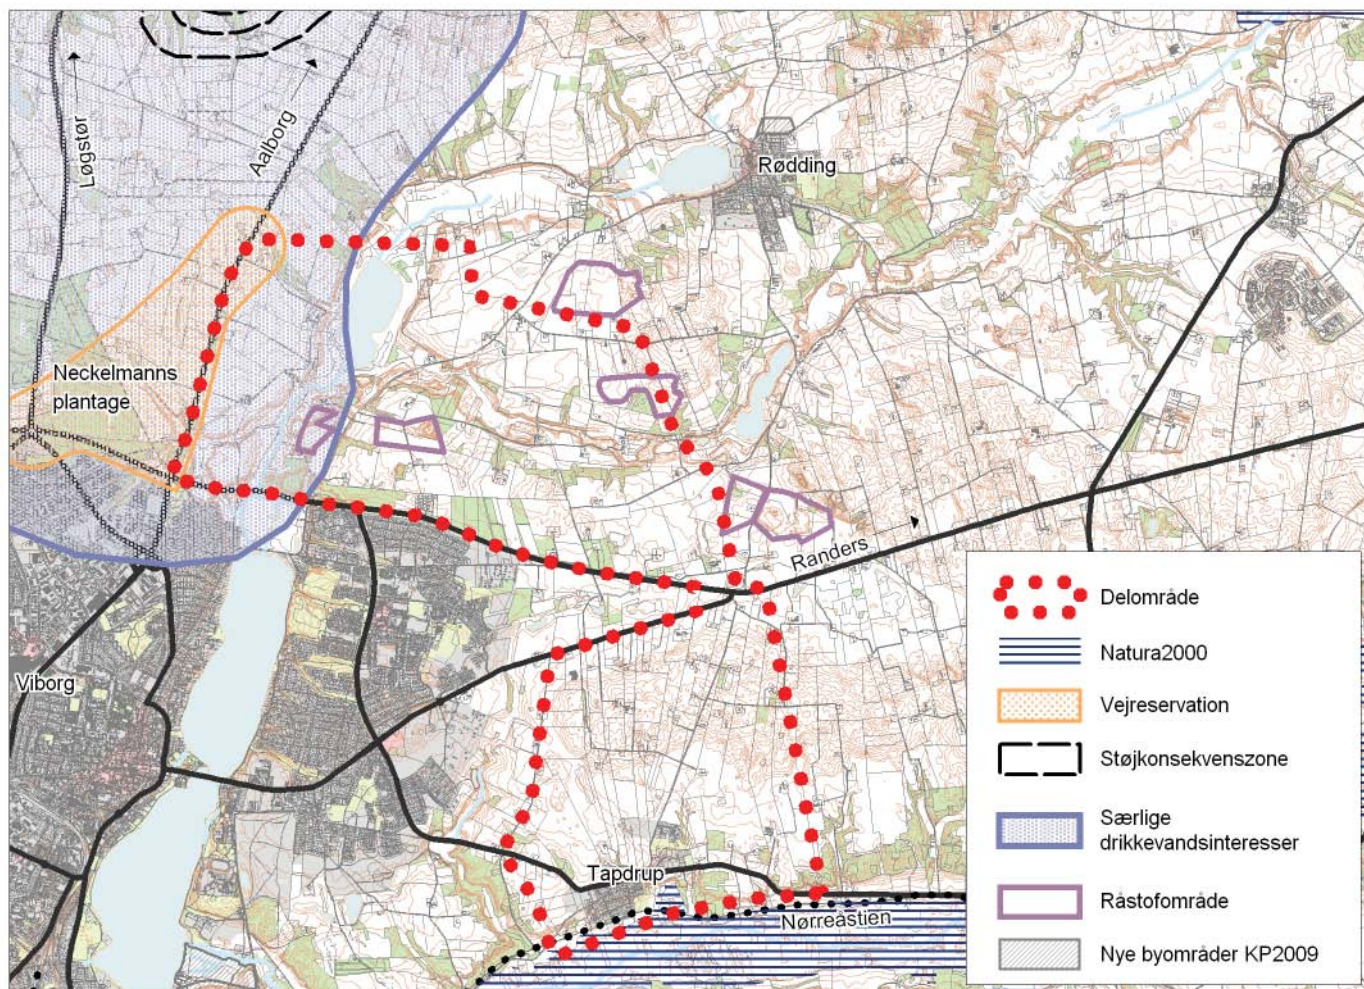 Løgstør
Aalborg
Rødding
Neckelmanns
plantage
Randers
Viborg
Tapdrup
Nørreåstien
Delområde
Natura2000
Vejreservation
Støjkonsekvenszone
Særlige
drikkevandsinteresser
Råstofområde
Nye byområder KP2009